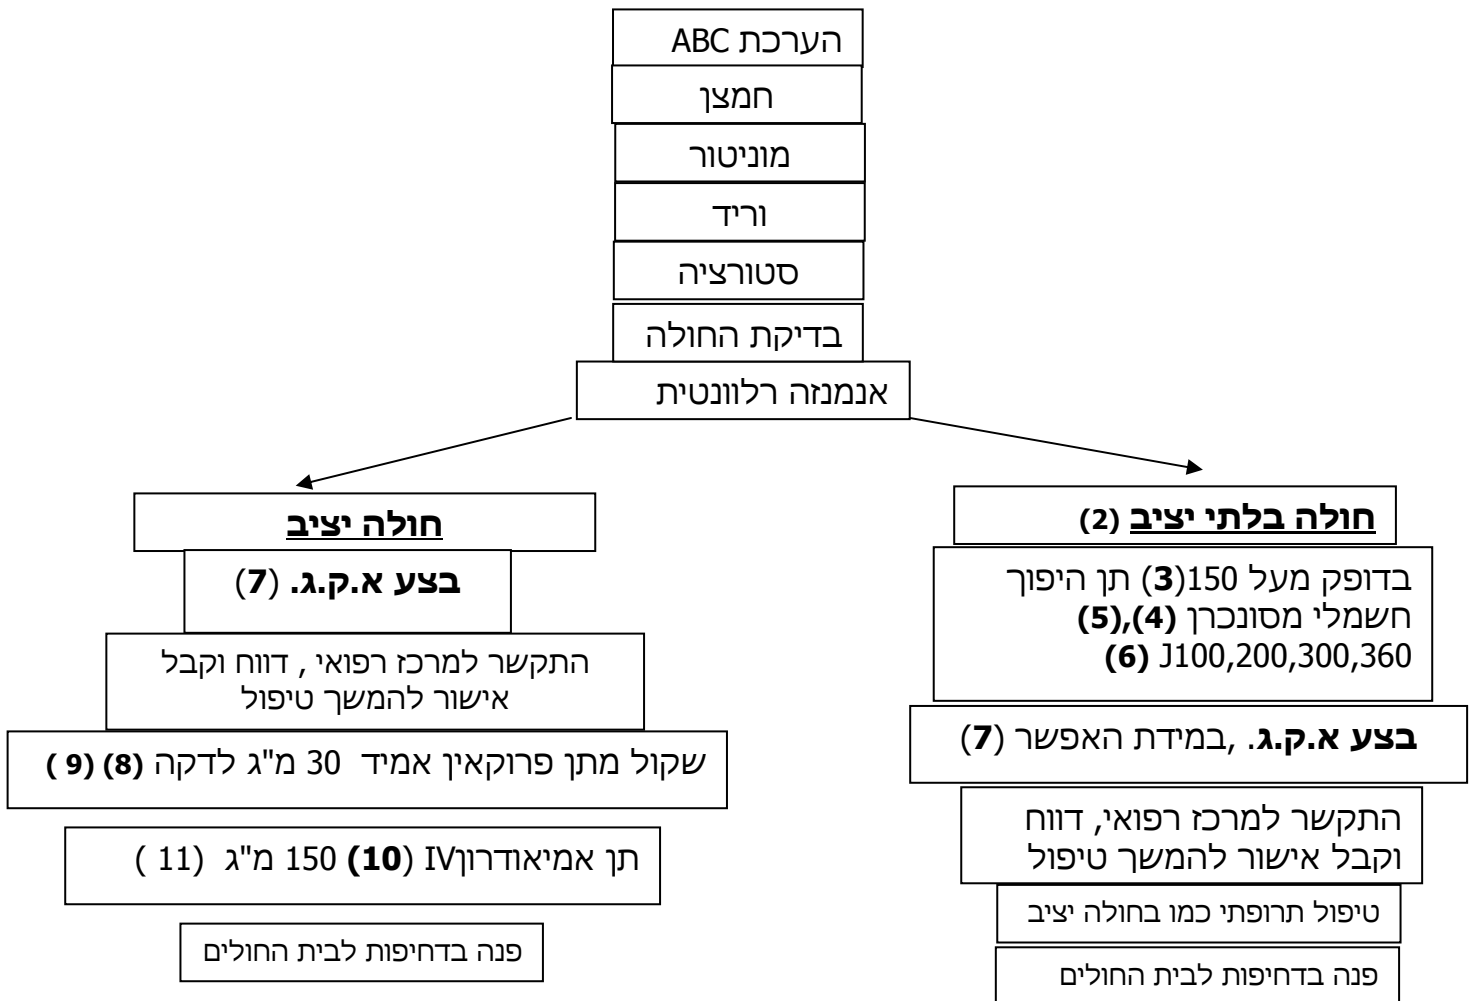 הערכת ABC
חמצן
מוניטור
וריד
סטורציה
בדיקת החולה
אנמנזה רלוונטית
חולה בלתי יציב (2)
בדופק מעל 150(3) תן היפוך
חשמלי מסונכרן (4),(5)
J100,200,300,360 (6)
בצע א.ק.ג. ,במידת האפשר (7)
התקשר למרכז רפואי, דווח
וקבל אישור להמשך טיפול
טיפול תרופתי כמו בחולה יציב
פנה בדחיפות לבית החולים
חולה יציב
בצע א.ק.ג. (7)
התקשר למרכז רפואי , דווח וקבל
אישור להמשך טיפול
שקול מתן פרוקאין אמיד 30 מ"ג לדקה (8) (9 )
תן אמיאודרוןIV (10) 150 מ"ג (11 )
פנה בדחיפות לבית החולים